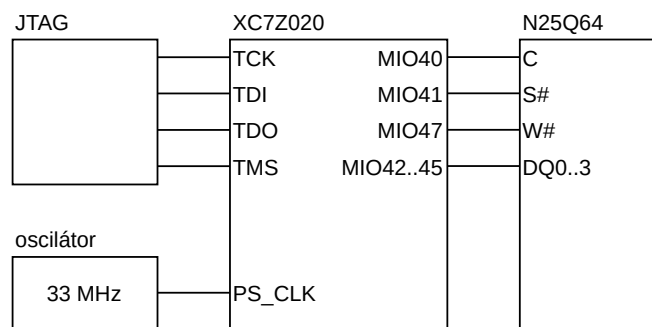 JTAG
XC7Z020
N25Q64
TCK
MIO40
C
TDI
MIO41
S#
TDO
MIO47
W#
TMS
MIO42..45
DQ0..3
oscilátor
33 MHz
PS_CLK